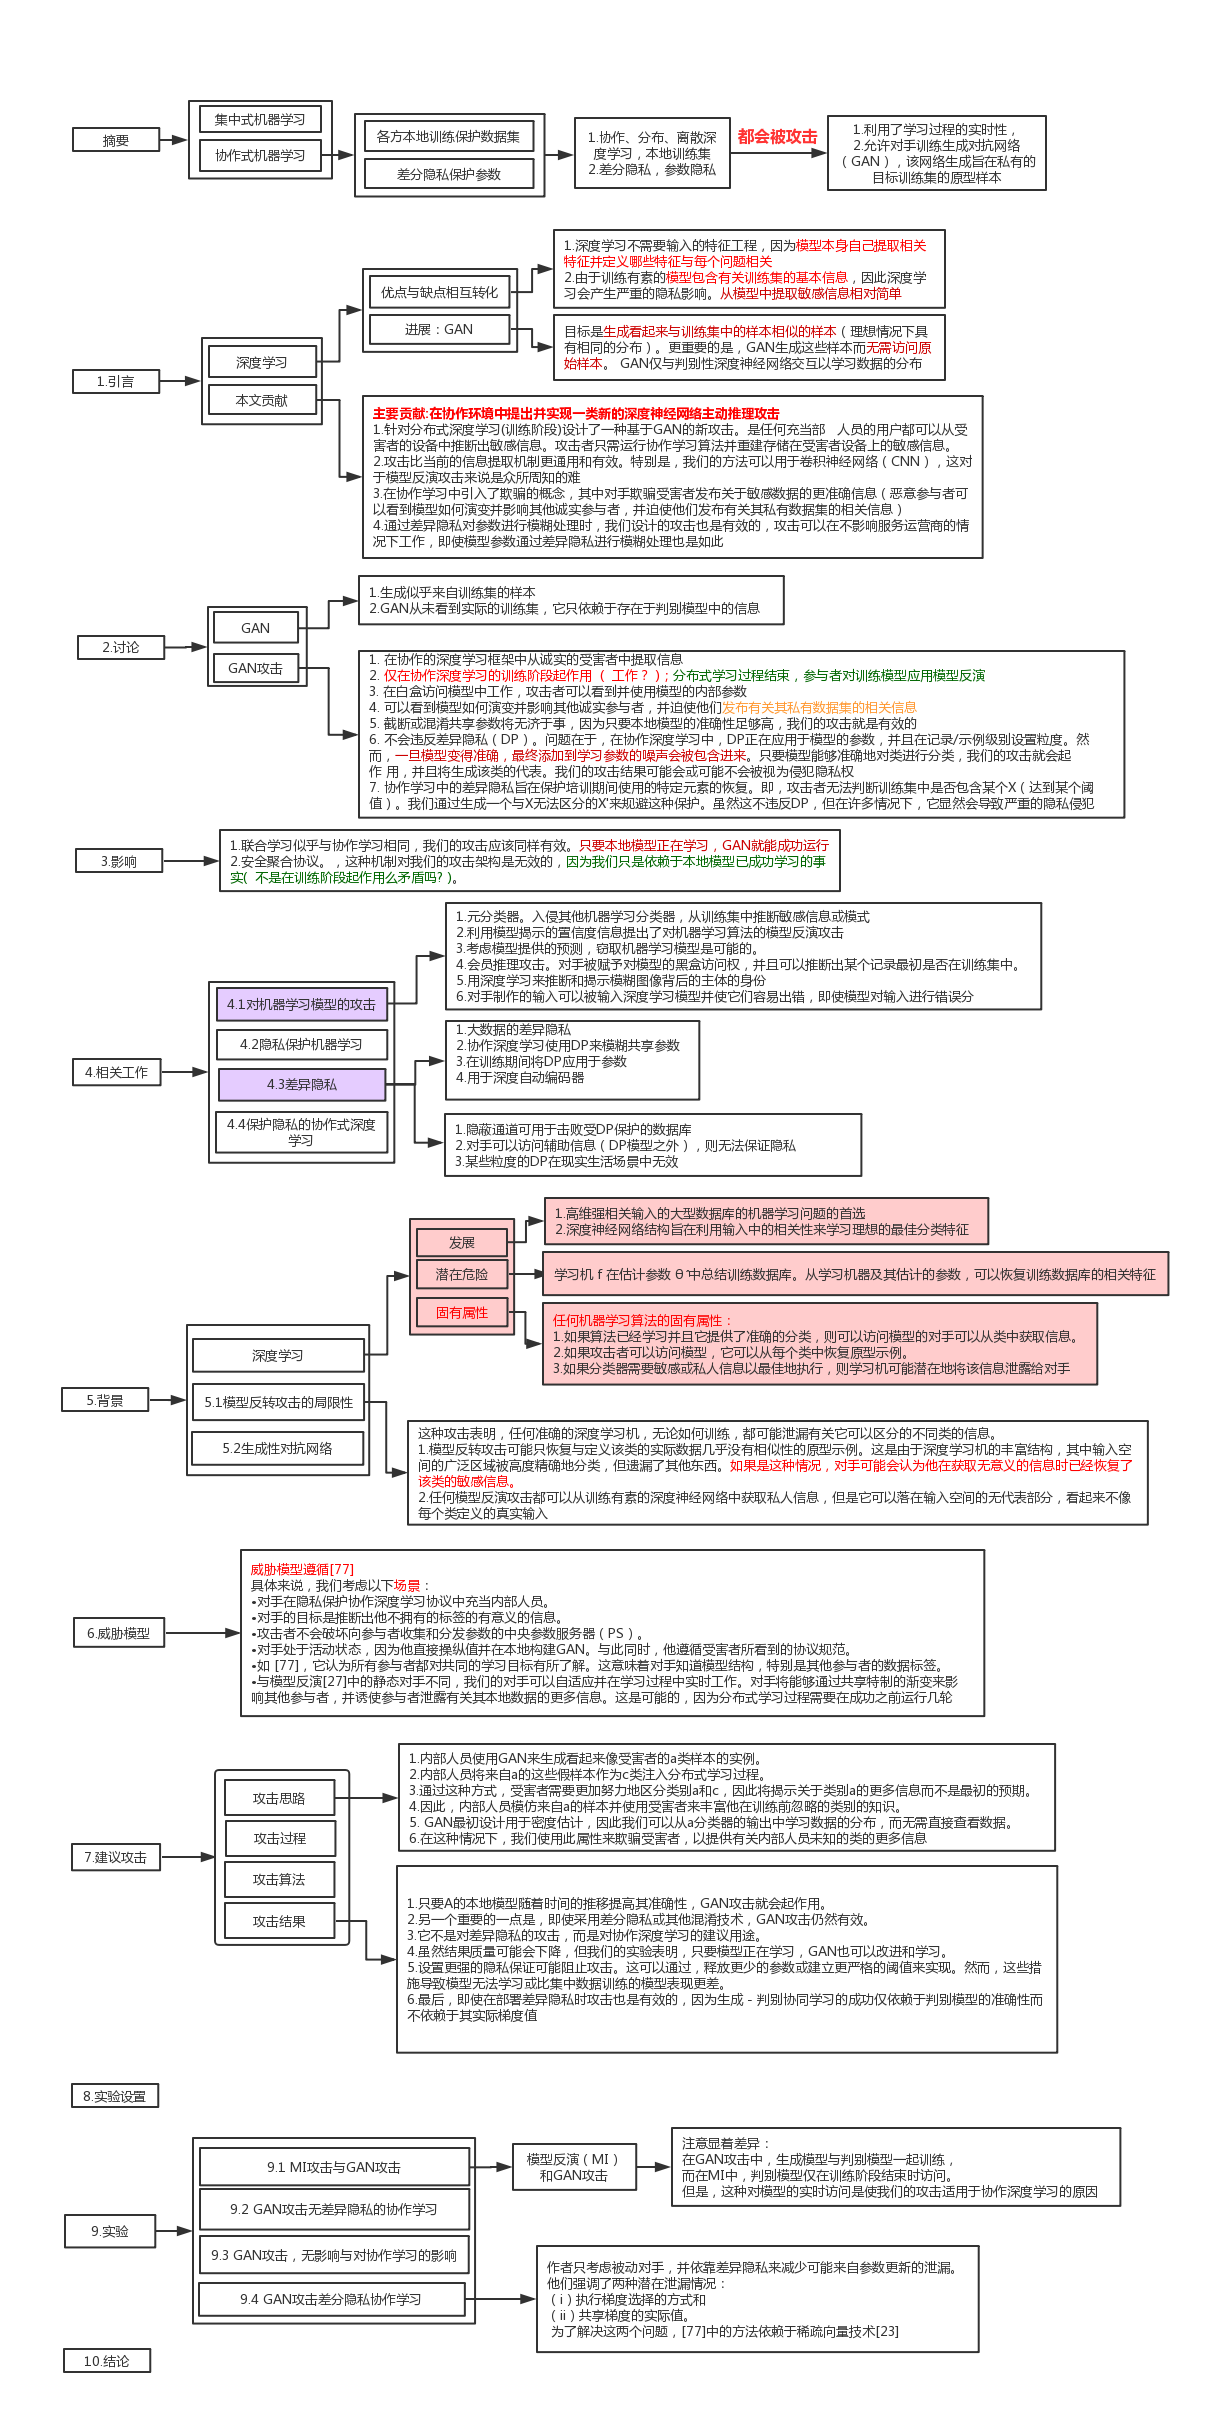 摘要
集中式机器学习
协作式机器学习
各方本地训练保护数据集
差分隐私保护参数
1.协作、分布、离散深
度学习，本地训练集
2.差分隐私，参数隐私
都会被攻击
1.利用了学习过程的实时性，
2.允许对手训练生成对抗网络
（GAN），该网络生成旨在私有的
目标训练集的原型样本
1.引言
深度学习
本文贡献
优点与缺点相互转化
进展：GAN
1.深度学习不需要输入的特征工程，因为模型本身自己提取相关
特征并定义哪些特征与每个问题相关
2.由于训练有素的模型包含有关训练集的基本信息，因此深度学
习会产生严重的隐私影响。从模型中提取敏感信息相对简单
目标是生成看起来与训练集中的样本相似的样本（理想情况下具
有相同的分布）。更重要的是，GAN生成这些样本而无需访问原
始样本。 GAN仅与判别性深度神经网络交互以学习数据的分布
主要贡献:在协作环境中提出并实现一类新的深度神经网络主动推理攻击
1.针对分布式深度学习(训练阶段)设计了一种基于GAN的新攻击。是任何充当部   人员的用户都可以从受
害者的设备中推断出敏感信息。攻击者只需运行协作学习算法并重建存储在受害者设备上的敏感信息。
2.攻击比当前的信息提取机制更通用和有效。特别是，我们的方法可以用于卷积神经网络（CNN），这对
于模型反演攻击来说是众所周知的难
3.在协作学习中引入了欺骗的概念，其中对手欺骗受害者发布关于敏感数据的更准确信息（恶意参与者可
以看到模型如何演变并影响其他诚实参与者，并迫使他们发布有关其私有数据集的相关信息）
4.通过差异隐私对参数进行模糊处理时，我们设计的攻击也是有效的，攻击可以在不影响服务运营商的情
况下工作，即使模型参数通过差异隐私进行模糊处理也是如此
2.讨论
GAN
GAN攻击
1.生成似乎来自训练集的样本
2.GAN从未看到实际的训练集，它只依赖于存在于判别模型中的信息
1. 在协作的深度学习框架中从诚实的受害者中提取信息
2. 仅在协作深度学习的训练阶段起作用 （ 工作？）；分布式学习过程结束，参与者对训练模型应用模型反演
3. 在白盒访问模型中工作，攻击者可以看到并使用模型的内部参数
4. 可以看到模型如何演变并影响其他诚实参与者，并迫使他们发布有关其私有数据集的相关信息
5. 截断或混淆共享参数将无济于事，因为只要本地模型的准确性足够高，我们的攻击就是有效的
6. 不会违反差异隐私（DP）。问题在于，在协作深度学习中，DP正在应用于模型的参数，并且在记录/示例级别设置粒度。然
而，一旦模型变得准确，最终添加到学习参数的噪声会被包含进来。只要模型能够准确地对类进行分类，我们的攻击就会起
作 用，并且将生成该类的代表。我们的攻击结果可能会或可能不会被视为侵犯隐私权
7. 协作学习中的差异隐私旨在保护培训期间使用的特定元素的恢复。即，攻击者无法判断训练集中是否包含某个X（达到某个阈
值）。我们通过生成一个与X无法区分的X'来规避这种保护。虽然这不违反DP，但在许多情况下，它显然会导致严重的隐私侵犯
3.影响
1.联合学习似乎与协作学习相同，我们的攻击应该同样有效。只要本地模型正在学习，GAN就能成功运行
2.安全聚合协议。，这种机制对我们的攻击架构是无效的，因为我们只是依赖于本地模型已成功学习的事
实(  不是在训练阶段起作用么矛盾吗? )。
4.相关工作
4.1对机器学习模型的攻击
4.2隐私保护机器学习
4.3差异隐私
4.4保护隐私的协作式深度
学习
1.元分类器。入侵其他机器学习分类器，从训练集中推断敏感信息或模式
2.利用模型揭示的置信度信息提出了对机器学习算法的模型反演攻击
3.考虑模型提供的预测，窃取机器学习模型是可能的。
4.会员推理攻击。对手被赋予对模型的黑盒访问权，并且可以推断出某个记录最初是否在训练集中。
5.用深度学习来推断和揭示模糊图像背后的主体的身份
6.对手制作的输入可以被输入深度学习模型并使它们容易出错，即使模型对输入进行错误分
1.大数据的差异隐私
2.协作深度学习使用DP来模糊共享参数
3.在训练期间将DP应用于参数
4.用于深度自动编码器
1.隐蔽通道可用于击败受DP保护的数据库
2.对手可以访问辅助信息（DP模型之外），则无法保证隐私
3.某些粒度的DP在现实生活场景中无效
5.背景
深度学习
5.1模型反转攻击的局限性
5.2生成性对抗网络
发展
潜在危险
固有属性
1.高维强相关输入的大型数据库的机器学习问题的首选
2.深度神经网络结构旨在利用输入中的相关性来学习理想的最佳分类特征
学习机 f 在估计参数 θ 中总结训练数据库。从学习机器及其估计的参数，可以恢复训练数据库的相关特征
任何机器学习算法的固有属性：
1.如果算法已经学习并且它提供了准确的分类，则可以访问模型的对手可以从类中获取信息。
2.如果攻击者可以访问模型，它可以从每个类中恢复原型示例。
3.如果分类器需要敏感或私人信息以最佳地执行，则学习机可能潜在地将该信息泄露给对手
这种攻击表明，任何准确的深度学习机，无论如何训练，都可能泄漏有关它可以区分的不同类的信息。
1.模型反转攻击可能只恢复与定义该类的实际数据几乎没有相似性的原型示例。这是由于深度学习机的丰富结构，其中输入空
间的广泛区域被高度精确地分类，但遗漏了其他东西。如果是这种情况，对手可能会认为他在获取无意义的信息时已经恢复了
该类的敏感信息。
2.任何模型反演攻击都可以从训练有素的深度神经网络中获取私人信息，但是它可以落在输入空间的无代表部分，看起来不像
每个类定义的真实输入
6.威胁模型
威胁模型遵循[77]
具体来说，我们考虑以下场景：
•对手在隐私保护协作深度学习协议中充当内部人员。
•对手的目标是推断出他不拥有的标签的有意义的信息。
•攻击者不会破坏向参与者收集和分发参数的中央参数服务器（PS）。
•对手处于活动状态，因为他直接操纵值并在本地构建GAN。与此同时，他遵循受害者所看到的协议规范。
•如 [77]，它认为所有参与者都对共同的学习目标有所了解。这意味着对手知道模型结构，特别是其他参与者的数据标签。
•与模型反演[27]中的静态对手不同，我们的对手可以自适应并在学习过程中实时工作。对手将能够通过共享特制的渐变来影
响其他参与者，并诱使参与者泄露有关其本地数据的更多信息。这是可能的，因为分布式学习过程需要在成功之前运行几轮
7.建议攻击
攻击思路
攻击过程
攻击算法
攻击结果
1.内部人员使用GAN来生成看起来像受害者的a类样本的实例。
2.内部人员将来自a的这些假样本作为c类注入分布式学习过程。
3.通过这种方式，受害者需要更加努力地区分类别a和c，因此将揭示关于类别a的更多信息而不是最初的预期。
4.因此，内部人员模仿来自a的样本并使用受害者来丰富他在训练前忽略的类别的知识。
5. GAN最初设计用于密度估计，因此我们可以从a分类器的输出中学习数据的分布，而无需直接查看数据。
6.在这种情况下，我们使用此属性来欺骗受害者，以提供有关内部人员未知的类的更多信息
1.只要A的本地模型随着时间的推移提高其准确性，GAN攻击就会起作用。
2.另一个重要的一点是，即使采用差分隐私或其他混淆技术，GAN攻击仍然有效。
3.它不是对差异隐私的攻击，而是对协作深度学习的建议用途。
4.虽然结果质量可能会下降，但我们的实验表明，只要模型正在学习，GAN也可以改进和学习。
5.设置更强的隐私保证可能阻止攻击。这可以通过，释放更少的参数或建立更严格的阈值来实现。然而，这些措
施导致模型无法学习或比集中数据训练的模型表现更差。
6.最后，即使在部署差异隐私时攻击也是有效的，因为生成 - 判别协同学习的成功仅依赖于判别模型的准确性而
不依赖于其实际梯度值
8.实验设置
9.实验
9.1 MI攻击与GAN攻击
9.2 GAN攻击无差异隐私的协作学习
9.3 GAN攻击，无影响与对协作学习的影响
9.4 GAN攻击差分隐私协作学习
模型反演（MI）
和GAN攻击
注意显着差异：
在GAN攻击中，生成模型与判别模型一起训练，
而在MI中，判别模型仅在训练阶段结束时访问。
但是，这种对模型的实时访问是使我们的攻击适用于协作深度学习的原因
作者只考虑被动对手，并依靠差异隐私来减少可能来自参数更新的泄漏。
他们强调了两种潜在泄漏情况：
（i）执行梯度选择的方式和
（ii）共享梯度的实际值。
为了解决这两个问题，[77]中的方法依赖于稀疏向量技术[23]
10.结论